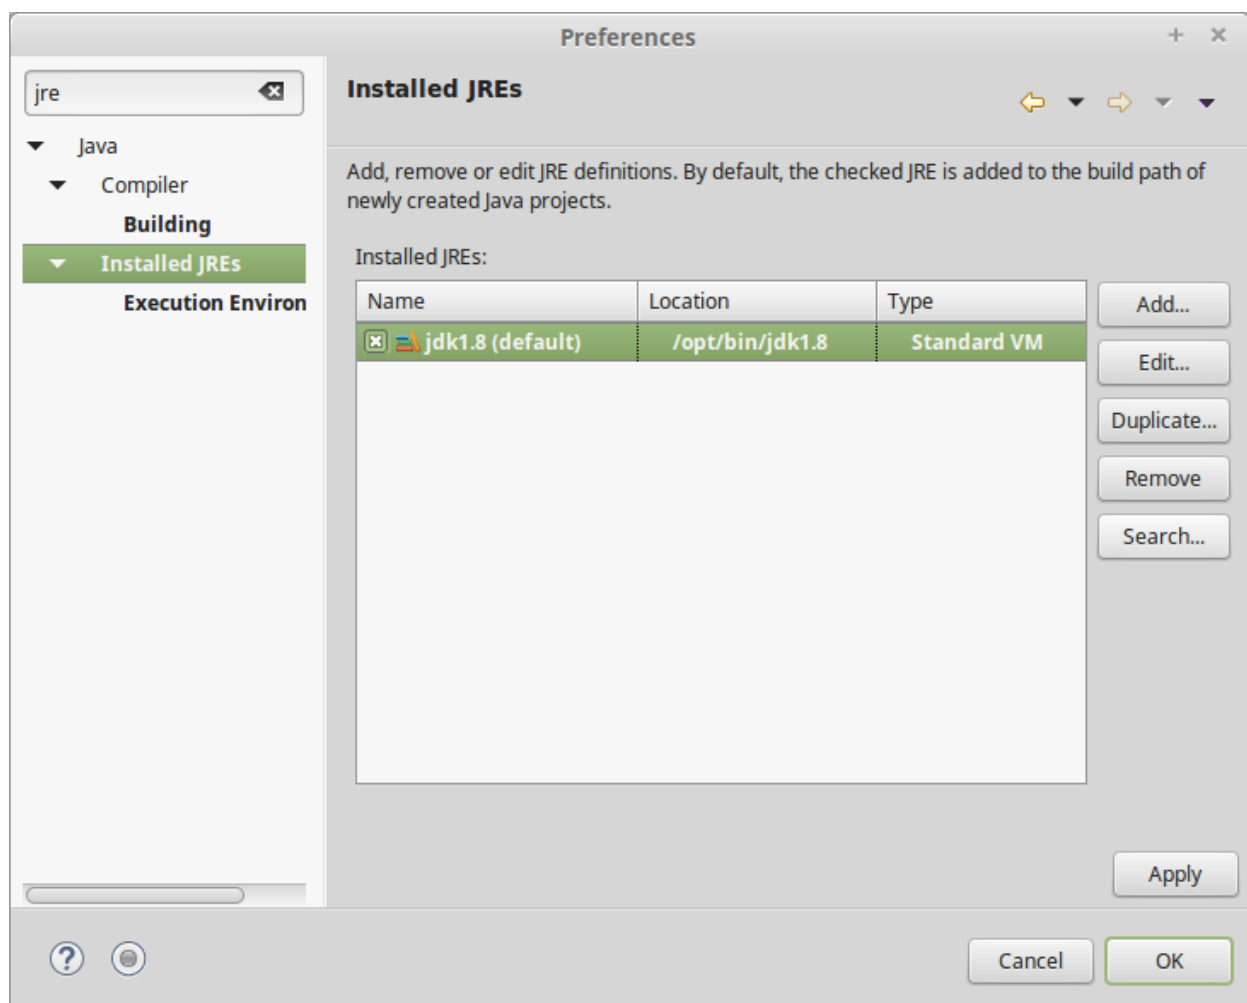 Preferences
jre
Java
Compiler
Building
Installed JREs
Execution Environ
Installed JREs
Add, remove or edit JRE definitions. By default, the checked JRE is added to the build path of
newly created Java projects.
Installed JREs:
Name Location Type
jdk1.8 (default) /opt/bin/jdk1.8 Standard VM
Add...
Edit...
Duplicate...
Remove
Search...
Apply
Cancel OK